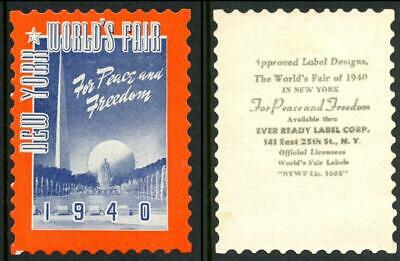 NEW YORK WORLD'S FAIR
For Peace and
Freedom
1940
Approved Label Designs,
The World's Fair of 1940
IN NEW YORK
For Peace and Freedom
Available thru
EVER READY LABEL CORP.
141 East 25th St., N. Y.
Official Licensees
World's Fair Labels
"NYWF Lic. 1003"